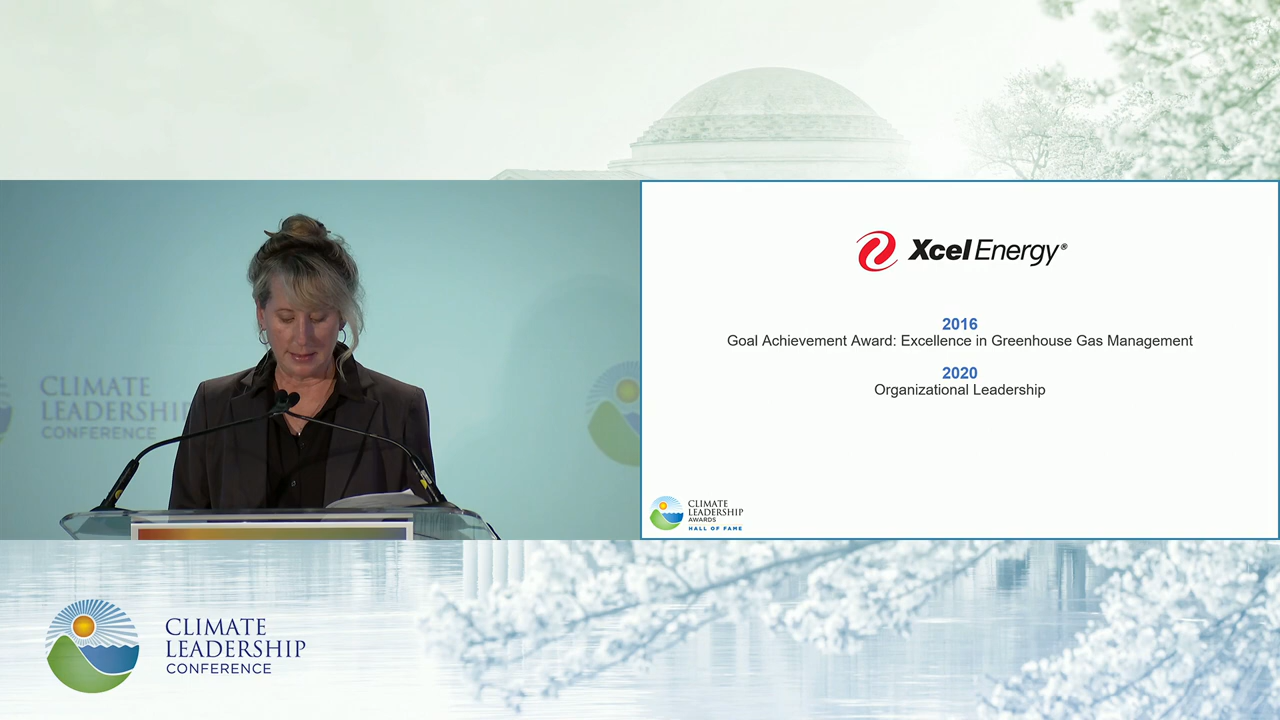 CLIMATE
LEADERSHIP
CONFERENCE
Xcel Energy®
2016
Goal Achievement Award: Excellence in Greenhouse Gas Management
2020
Organizational Leadership
CLIMATE
LEADERSHIP
AWARDS
HALL OF FAME
CLIMATE
LEADERSHIP
CONFERENCE